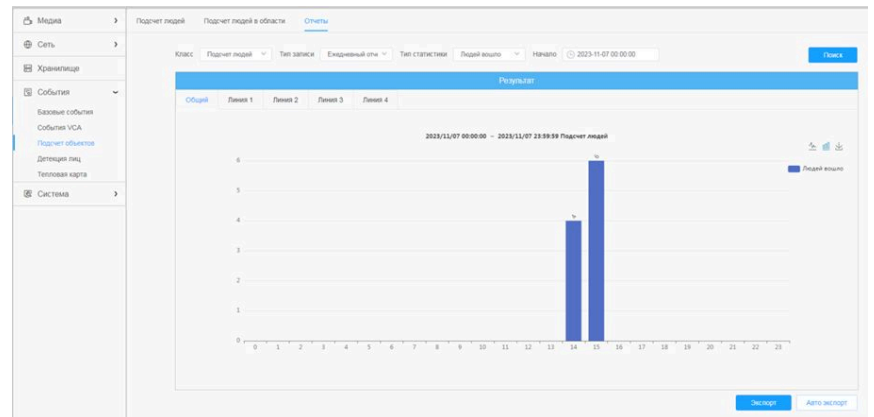 Медиа
Сеть
Хранилище
События
Базовые события
События VCA
Подсчет объектов
Детекция лиц
Тепловая карта
Система
Подсчет людей Подсчет людей в области Отчеты
Класс Подсчет людей Тип записи Ежедневный отч Тип статистики Людей вошло Начало 2023-11-07 00:00:00 Поиск
Результат
Общий Линия 1 Линия 2 Линия 3 Линия 4
2023/11/07 00:00:00 ~ 2023/11/07 23:59:59 Подсчет людей
Людей вошло
6
5
4
3
2
1
0
0 1 2 3 4 5 6 7 8 9 10 11 12 13 14 15 16 17 18 19 20 21 22 23
Экспорт Авто экспорт